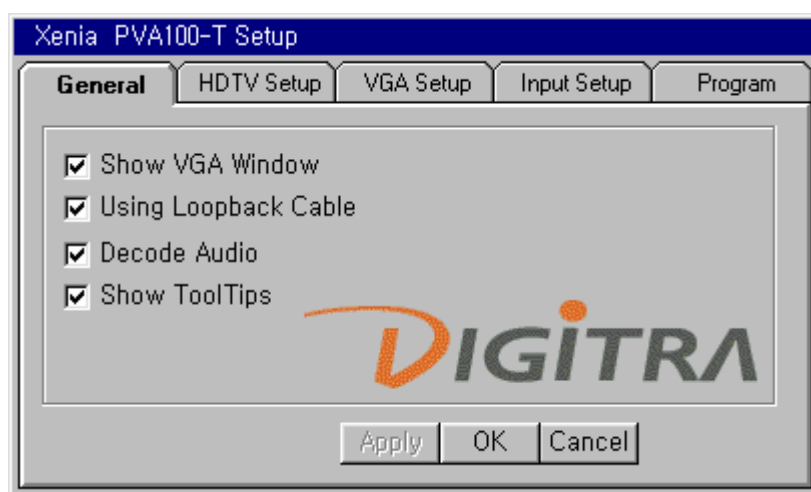 Xenia PVA100-T Setup
General HDTV Setup VGA Setup Input Setup Program
Show VGA Window
Using Loopback Cable
Decode Audio
Show ToolTips
DIGITRA
Apply OK Cancel